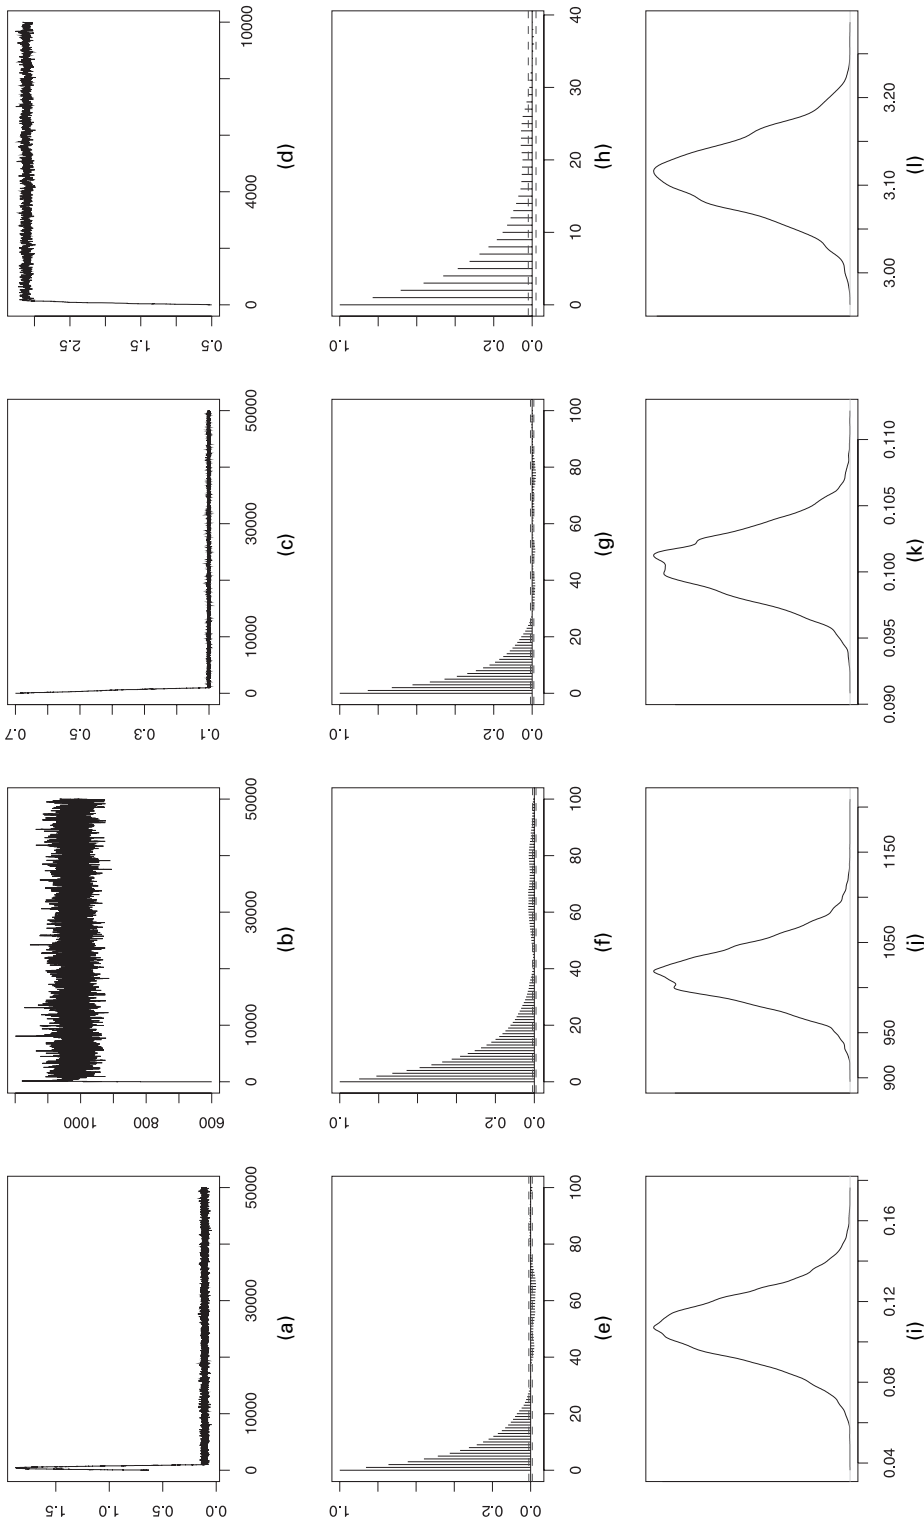 0.0 0.5 1.0 1.5
0 10000 30000 50000
(a)
600 800 1000
0 10000 30000 50000
(b)
0.1 0.3 0.5 0.7
0 10000 30000 50000
(c)
0.5 1.5 2.5
0 4000 10000
(d)
0.0 0.2 1.0
0 20 40 60 80 100
(e)
0.0 0.2 1.0
0 20 40 60 80 100
(f)
0.0 0.2 1.0
0 20 40 60 80 100
(g)
0.0 0.2 1.0
0 10 20 30 40
(h)
0.04 0.08 0.12 0.16
(i)
900 950 1050 1150
(j)
0.090 0.095 0.100 0.105 0.110
(k)
3.00 3.10 3.20
(l)